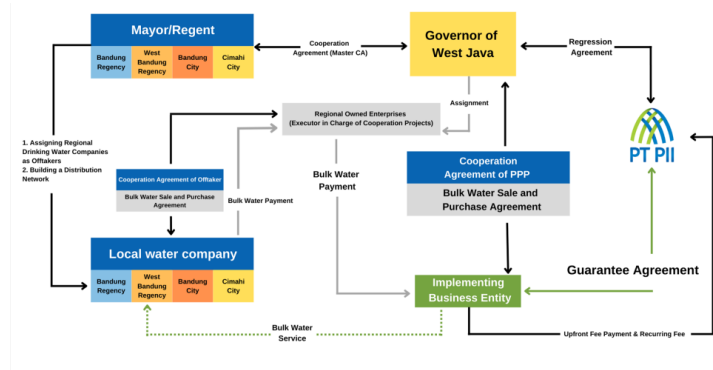 Mayor/Regent
Bandung
Regency
West
Bandung
Regency
Bandung
City
Cimahi
City
Cooperation
Agreement (Master CA)
Governor of
West Java
Regression
Agreement
Assignment
Regional Owned Enterprises
(Executor in Charge of Cooperation Projects)
1. Assigning Regional
Drinking Water Companies
as Offtakers
2. Building a Distribution
Network
PT PII
Cooperation
Agreement of PPP
Bulk Water Sale and
Purchase Agreement
Cooperation Agreement of Offtaker
Bulk Water Sale and Purchase
Agreement
Bulk Water Payment
Bulk Water
Payment
Local water company
Bandung
Regency
West
Bandung
Regency
Bandung
City
Cimahi
City
Guarantee Agreement
Implementing
Business Entity
Bulk Water
Service
Upfront Fee Payment & Recurring Fee